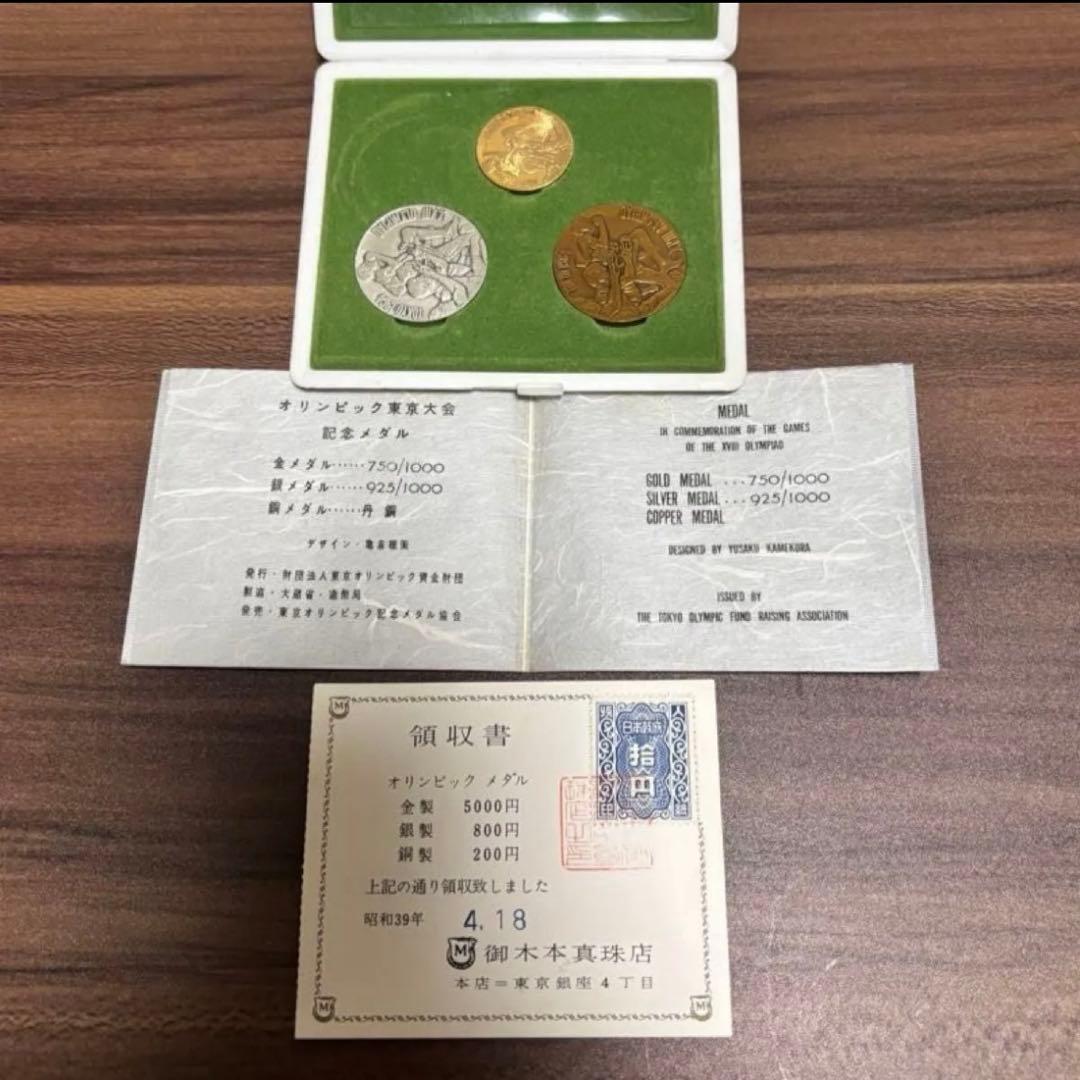 オリンピック東京大会
記念メダル
金メダル……750/1000
銀メダル……925/1000
銅メダル……丹銅
デザイン・亀倉雄策
発行・財団法人東京オリンピック資金財団
製造・大蔵省・造幣局
発売・東京オリンピック記念メダル協会
MEDAL
IN COMMEMORATION OF THE GAMES
OF THE XVIII OLYMPIAD
GOLD MEDAL ...750/1000
SILVER MEDAL...925/1000
COPPER MEDAL
DESIGNED BY YUSAKU KAMEKURA
ISSUED BY
THE TOKYO OLYMPIC FUND RAISING ASSOCIATION
M
領収書
収入
日本政府
拾
円
印紙
オリンピック メダル
金製 5000円
銀製 800円
銅製 200円
上記の通り領収致しました
昭和39年 4.18
M 御木本真珠店
本店=東京銀座4丁目
M
M